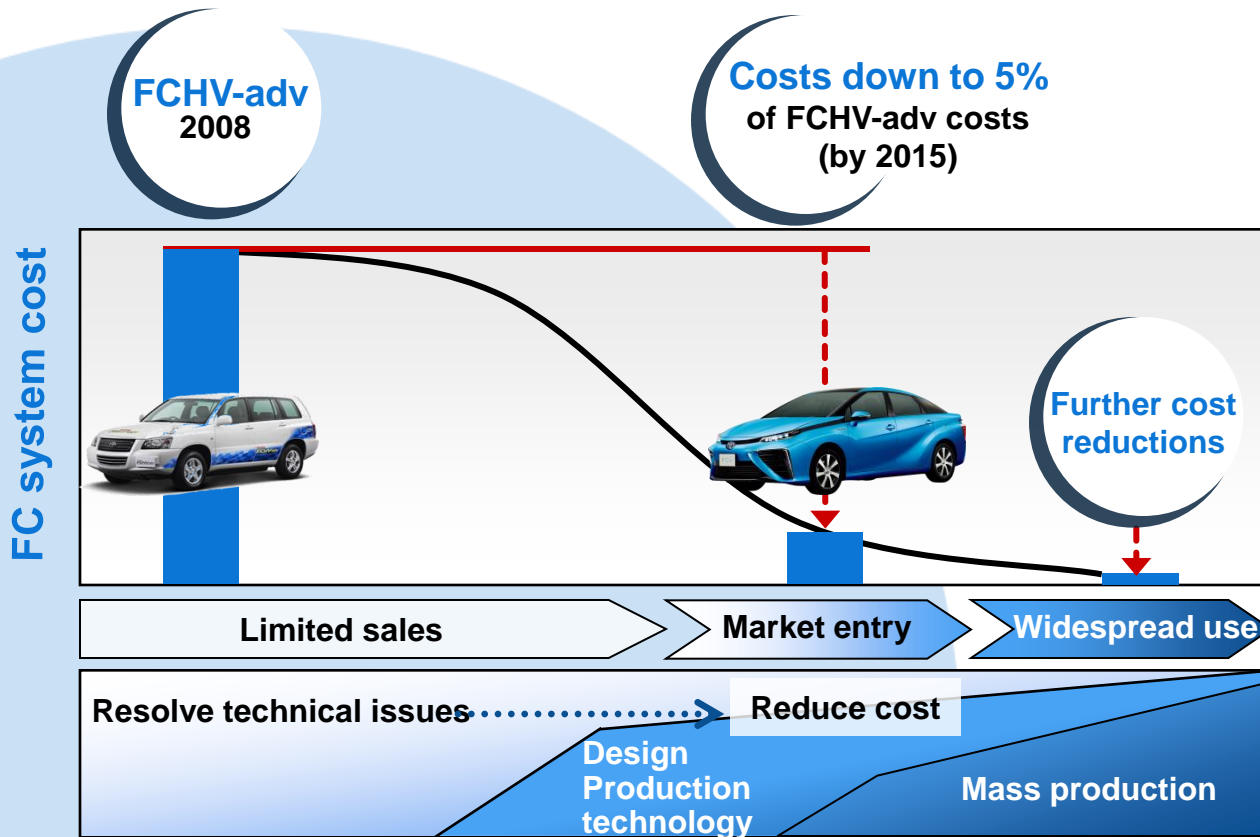 FCHV-adv
2008
Costs down to 5%
of FCHV-adv costs
(by 2015)
FC system cost
Further cost
reductions
Limited sales
Market entry
Widespread use
Resolve technical issues
Reduce cost
Design
Production
technology
Mass production